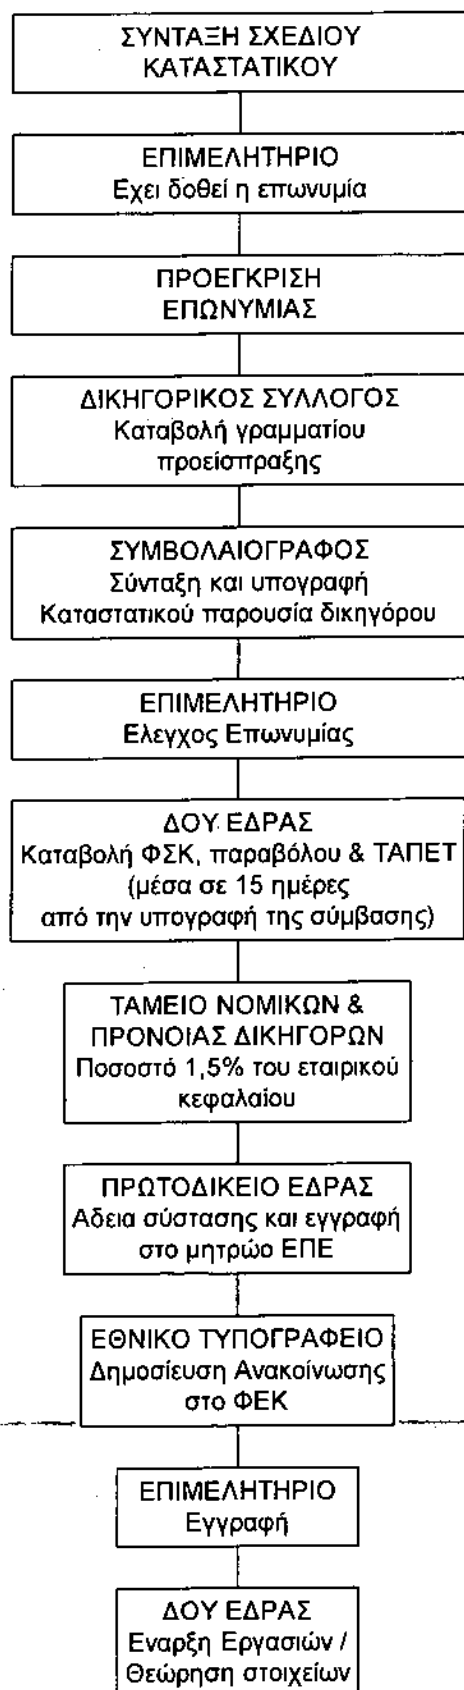 ΣΥΝΤΑΞΗ ΣΧΕΔΙΟΥ
ΚΑΤΑΣΤΑΤΙΚΟΥ
ΕΠΙΜΕΛΗΤΗΡΙΟ
Εχει δοθεί η επωνυμία
ΠΡΟΕΓΚΡΙΣΗ
ΕΠΩΝΥΜΙΑΣ
ΔΙΚΗΓΟΡΙΚΟΣ ΣΥΛΛΟΓΟΣ
Καταβολή γραμματίου
προείσπραξης
ΣΥΜΒΟΛΑΙΟΓΡΑΦΟΣ
Σύνταξη και υπογραφή
Καταστατικού παρουσία δικηγόρου
ΕΠΙΜΕΛΗΤΗΡΙΟ
Ελεγχος Επωνυμίας
ΔΟΥ ΕΔΡΑΣ
Καταβολή ΦΣΚ, παραβόλου & ΤΑΠΕΤ
(μέσα σε 15 ημέρες
από την υπογραφή της σύμβασης)
ΤΑΜΕΙΟ ΝΟΜΙΚΩΝ &
ΠΡΟΝΟΙΑΣ ΔΙΚΗΓΟΡΩΝ
Ποσοστό 1,5% του εταιρικού
κεφαλαίου
ΠΡΩΤΟΔΙΚΕΙΟ ΕΔΡΑΣ
Αδεια σύστασης και εγγραφή
στο μητρώο ΕΠΕ
ΕΘΝΙΚΟ ΤΥΠΟΓΡΑΦΕΙΟ
Δημοσίευση Ανακοίνωσης
στο ΦΕΚ
ΕΠΙΜΕΛΗΤΗΡΙΟ
Εγγραφή
ΔΟΥ ΕΔΡΑΣ
Εναρξη Εργασιών /
Θεώρηση στοιχείων